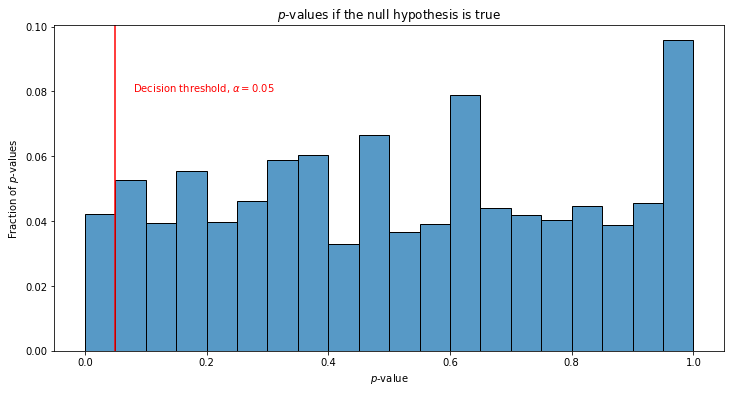 p-values if the null hypothesis is true
0.10
0.08
0.06
0.04
0.02
0.00
Fraction of p-values
Decision threshold, α = 0.05
0.0 0.2 0.4 0.6 0.8 1.0
p-value